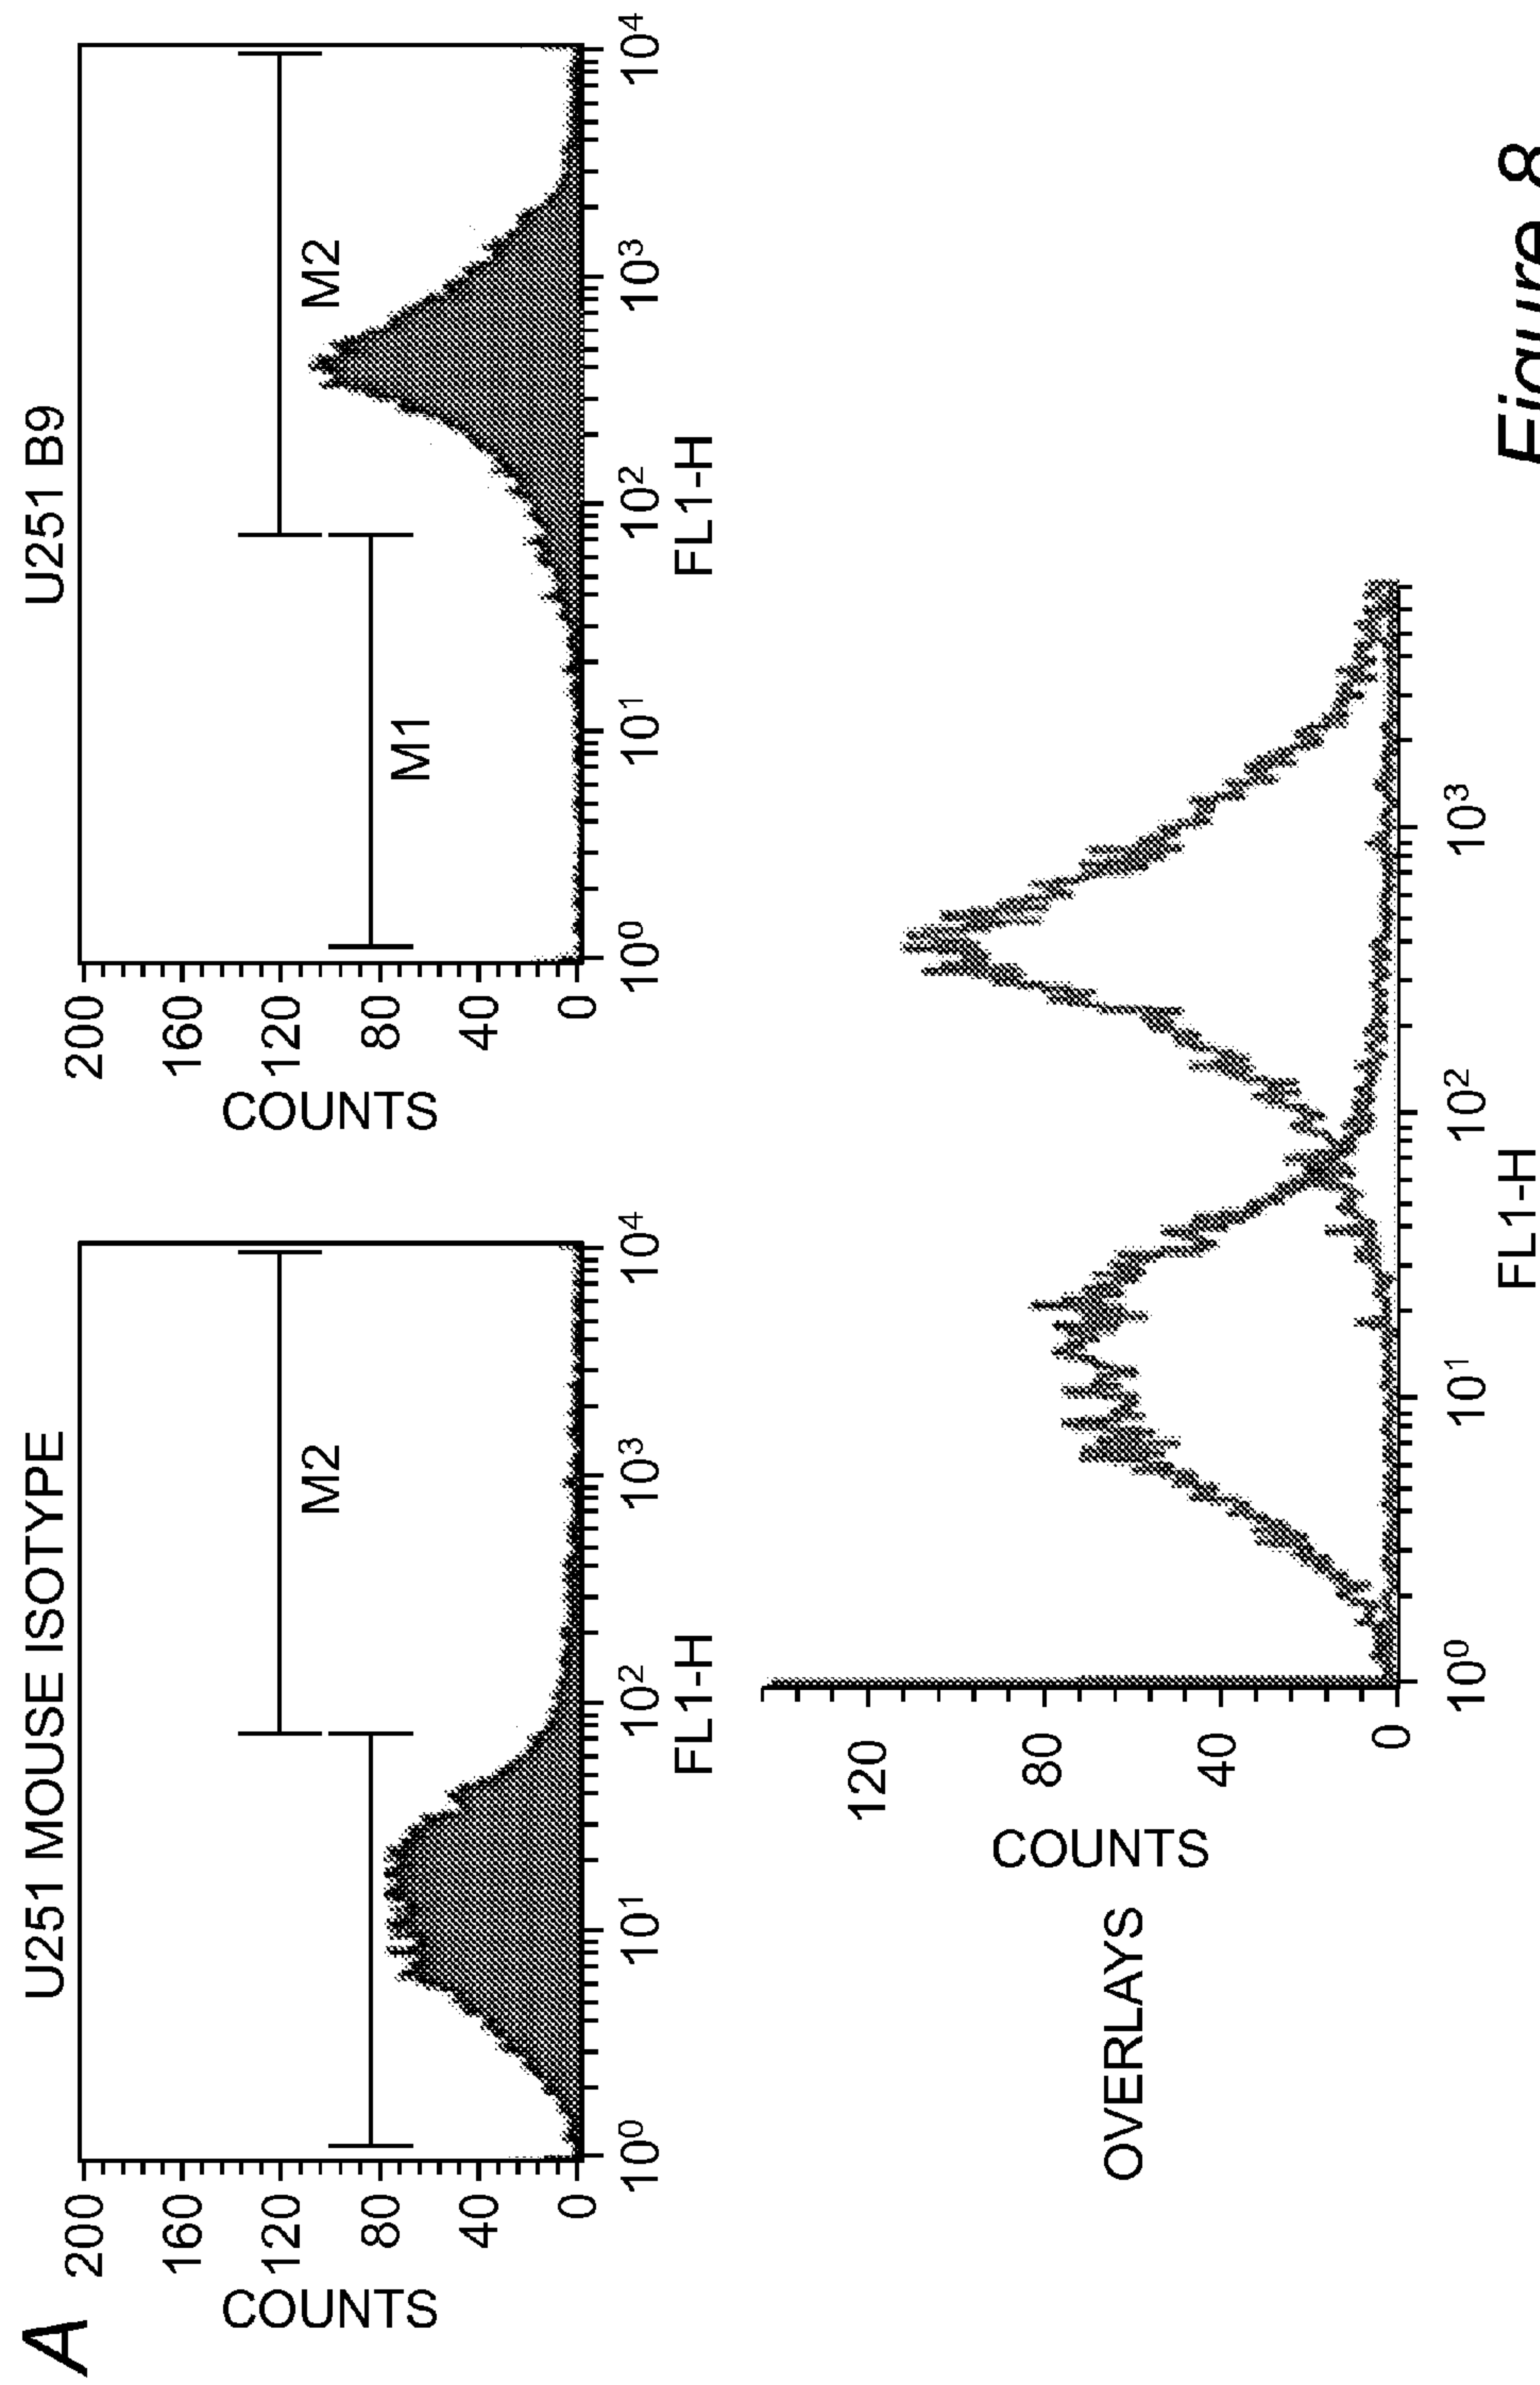 A
U251 MOUSE ISOTYPE
COUNTS
200
160
120
80
40
0
M2
10⁰
10¹
10²
10³
10⁴
FL1-H
U251 B9
COUNTS
200
160
120
80
40
0
M1
M2
10⁰
10¹
10²
10³
10⁴
FL1-H
OVERLAYS
COUNTS
120
80
40
0
10⁰
10¹
10²
10³
FL1-H
Figure 8